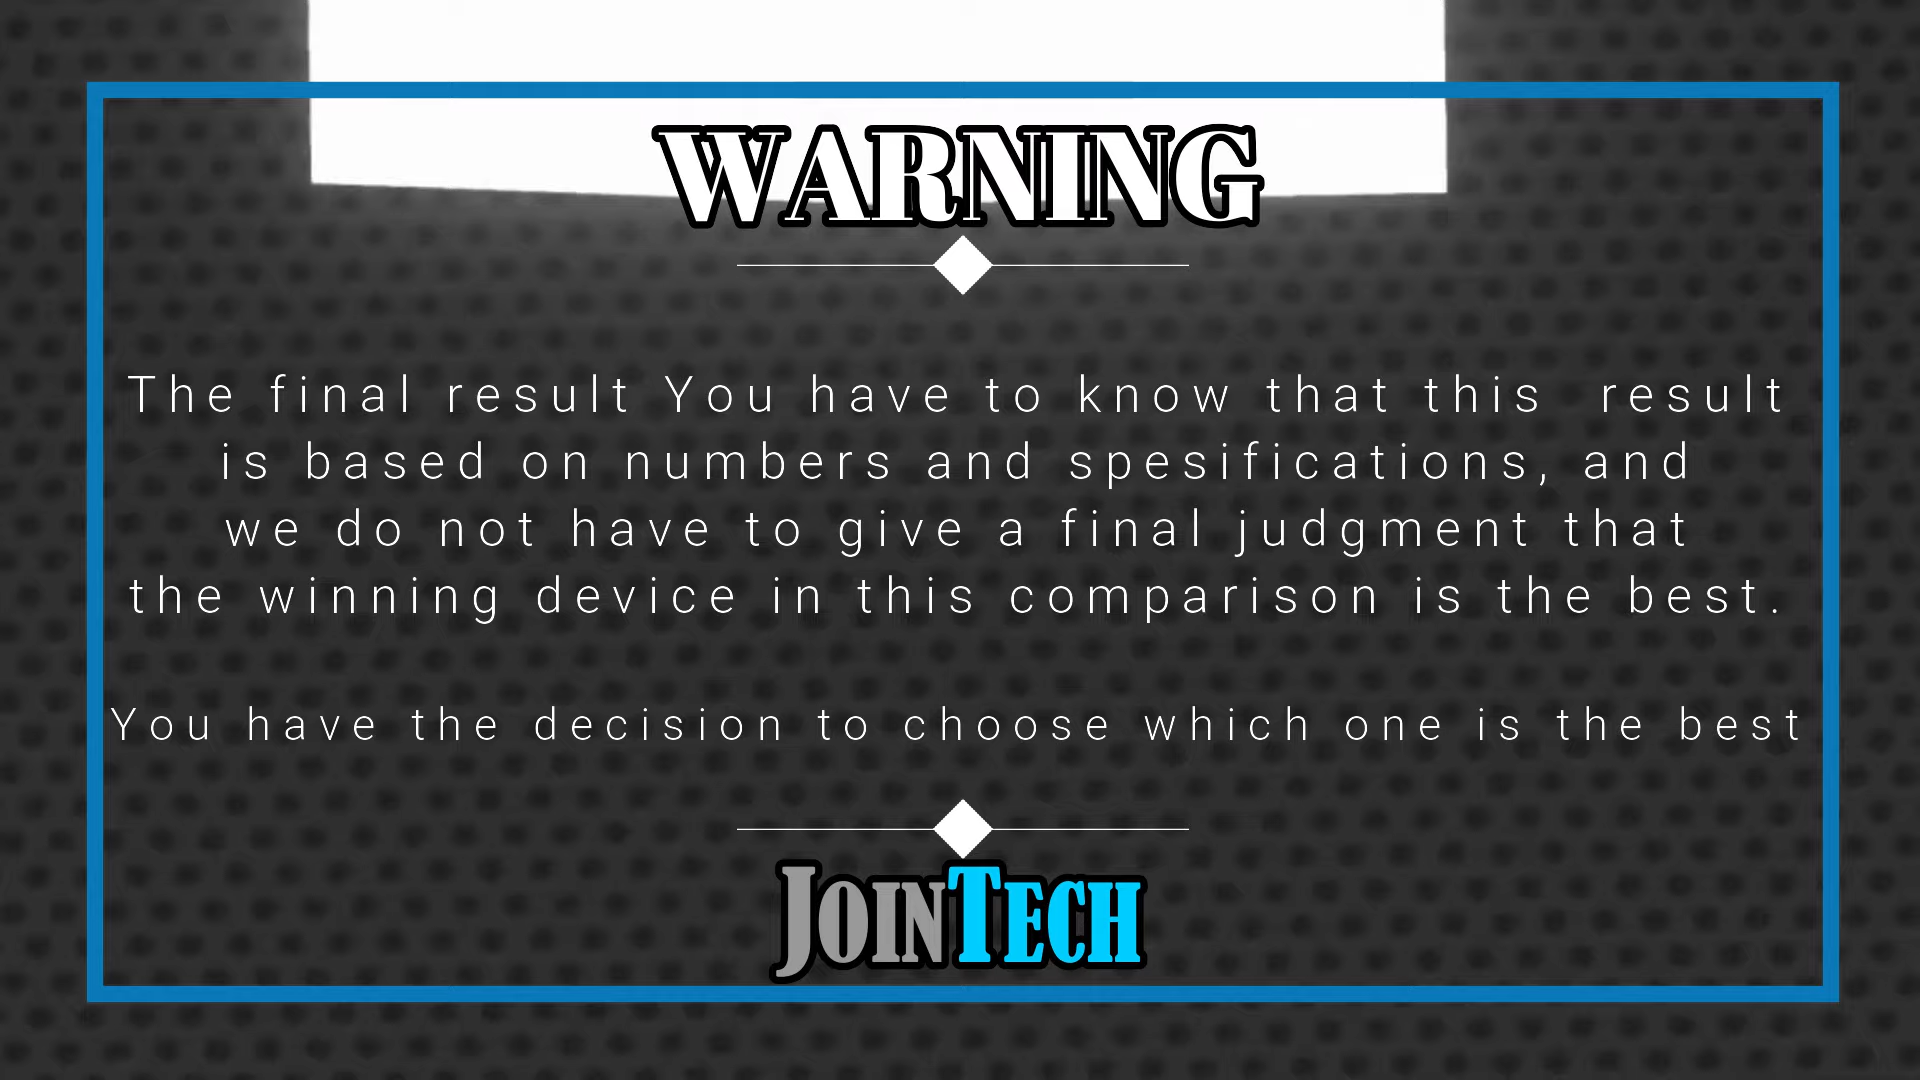 WARNING
The final result You have to know that this result
is based on numbers and spesifications, and
we do not have to give a final judgment that
the winning device in this comparison is the best.
You have the decision to choose which one is the best
JOINTECH